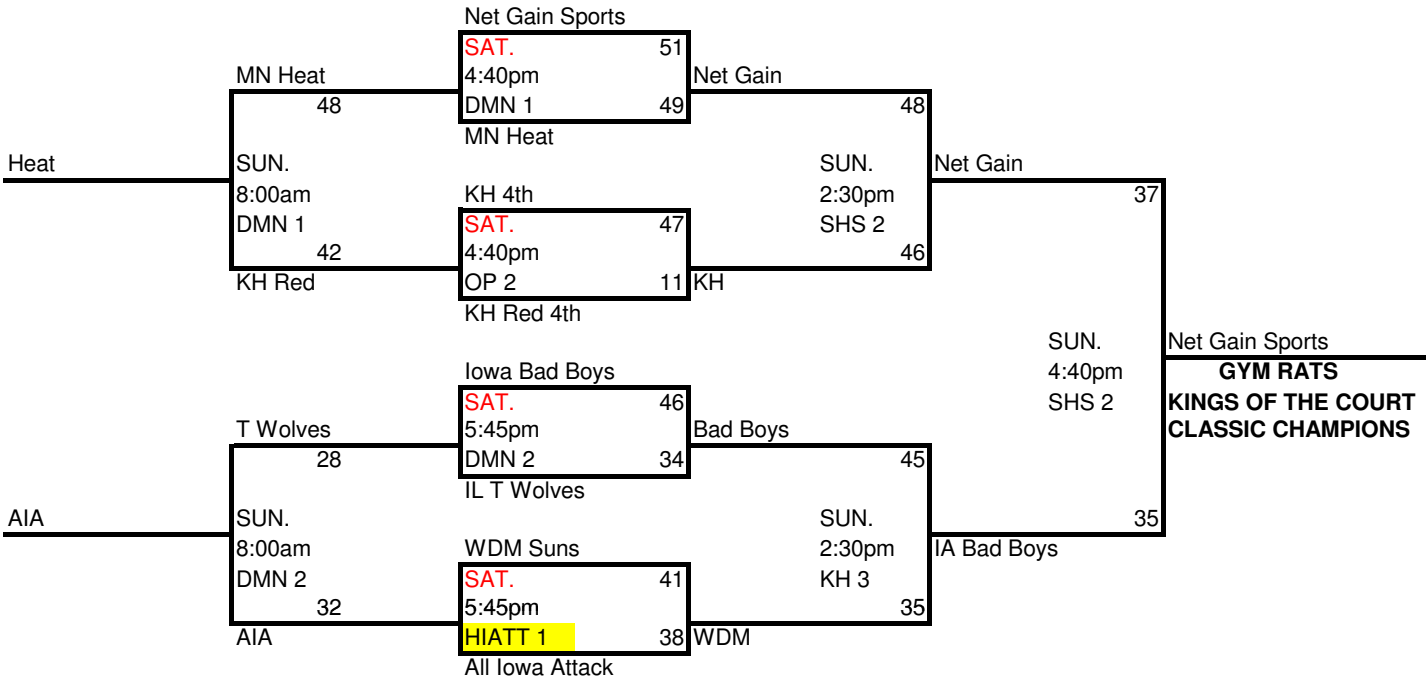 Net Gain Sports
SAT. 51
MN Heat 4:40pm Net Gain
48 DMN 1 49 48
MN Heat
Heat SUN. SUN. Net Gain
8:00am KH 4th 2:30pm 37
DMN 1 SAT. 47 SHS 2
42 4:40pm 46
KH Red OP 2 11 KH
KH Red 4th
SUN. Net Gain Sports
Iowa Bad Boys 4:40pm GYM RATS
SAT. 46 SHS 2 KINGS OF THE COURT
T Wolves 5:45pm Bad Boys CLASSIC CHAMPIONS
28 DMN 2 34 45
IL T Wolves
AIA SUN. SUN. 35
8:00am WDM Suns 2:30pm IA Bad Boys
DMN 2 SAT. 41 KH 3
32 5:45pm 35
AIA HIATT 1 38 WDM
All Iowa Attack